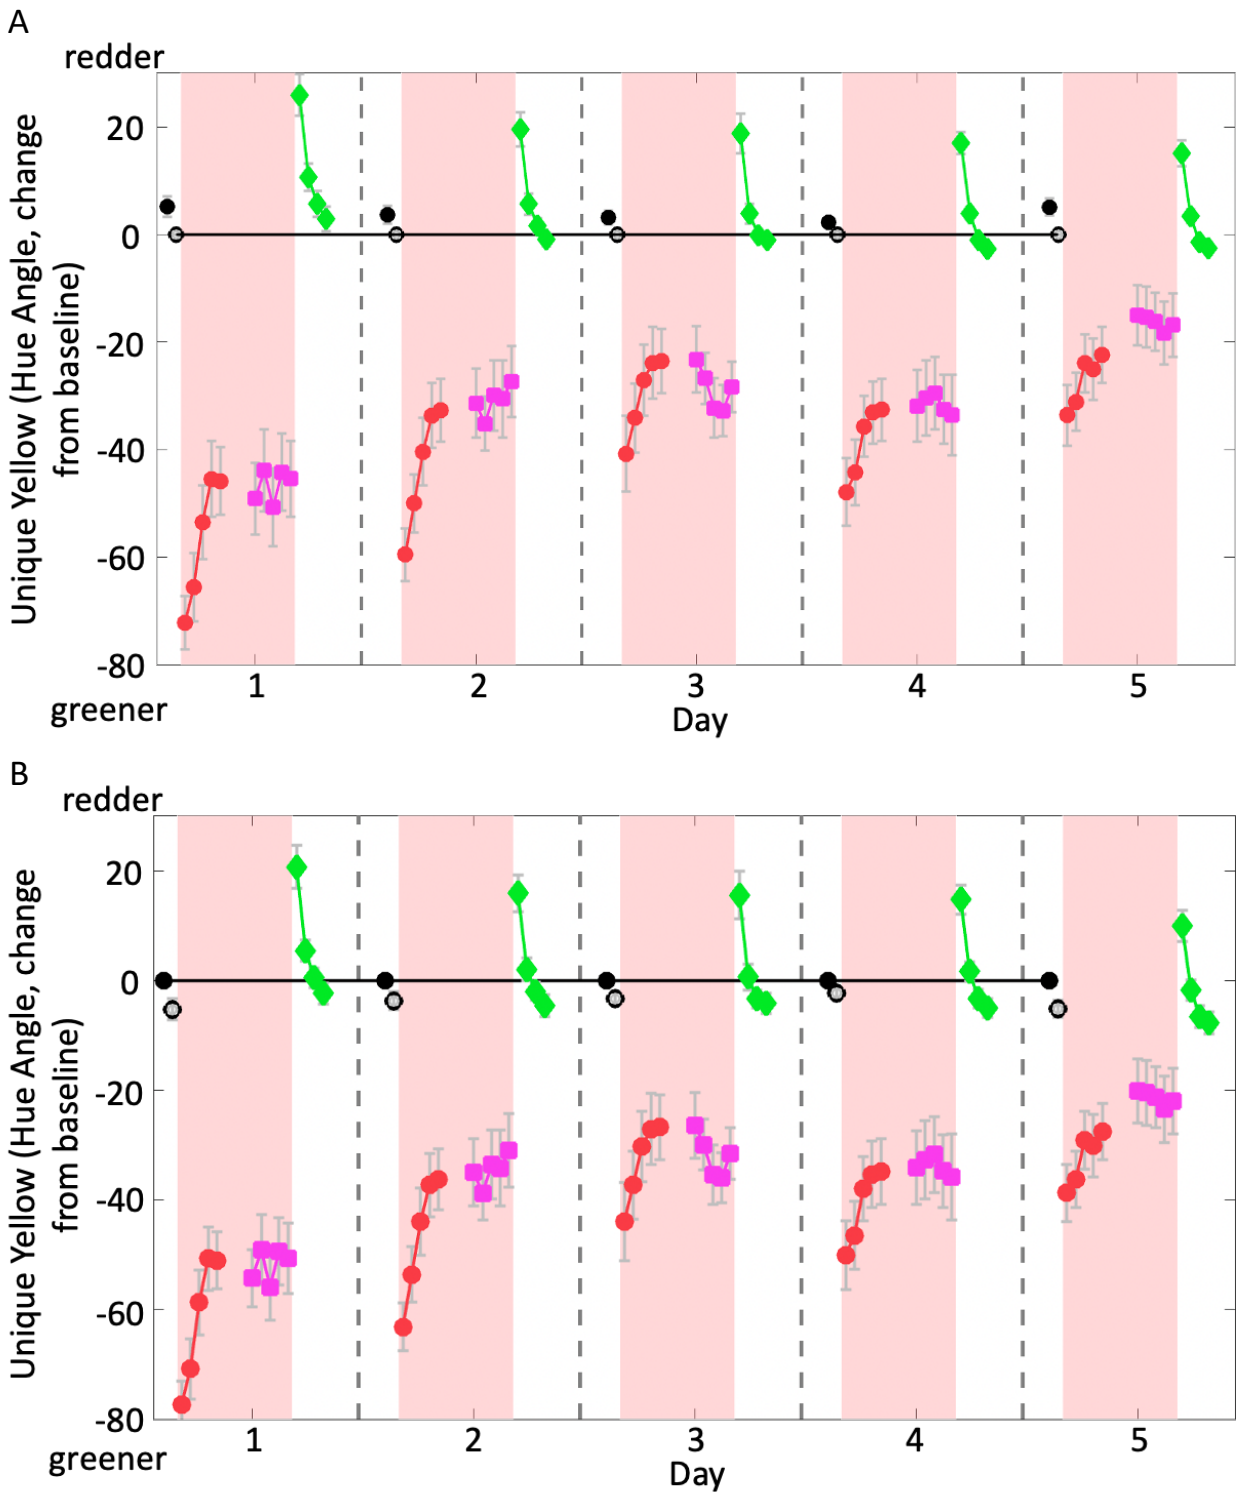 A
redder
Unique Yellow (Hue Angle, change
from baseline)
20
0
-20
-40
-60
-80
greener
1 2 3 4 5
Day
B
redder
Unique Yellow (Hue Angle, change
from baseline)
20
0
-20
-40
-60
-80
greener
1 2 3 4 5
Day